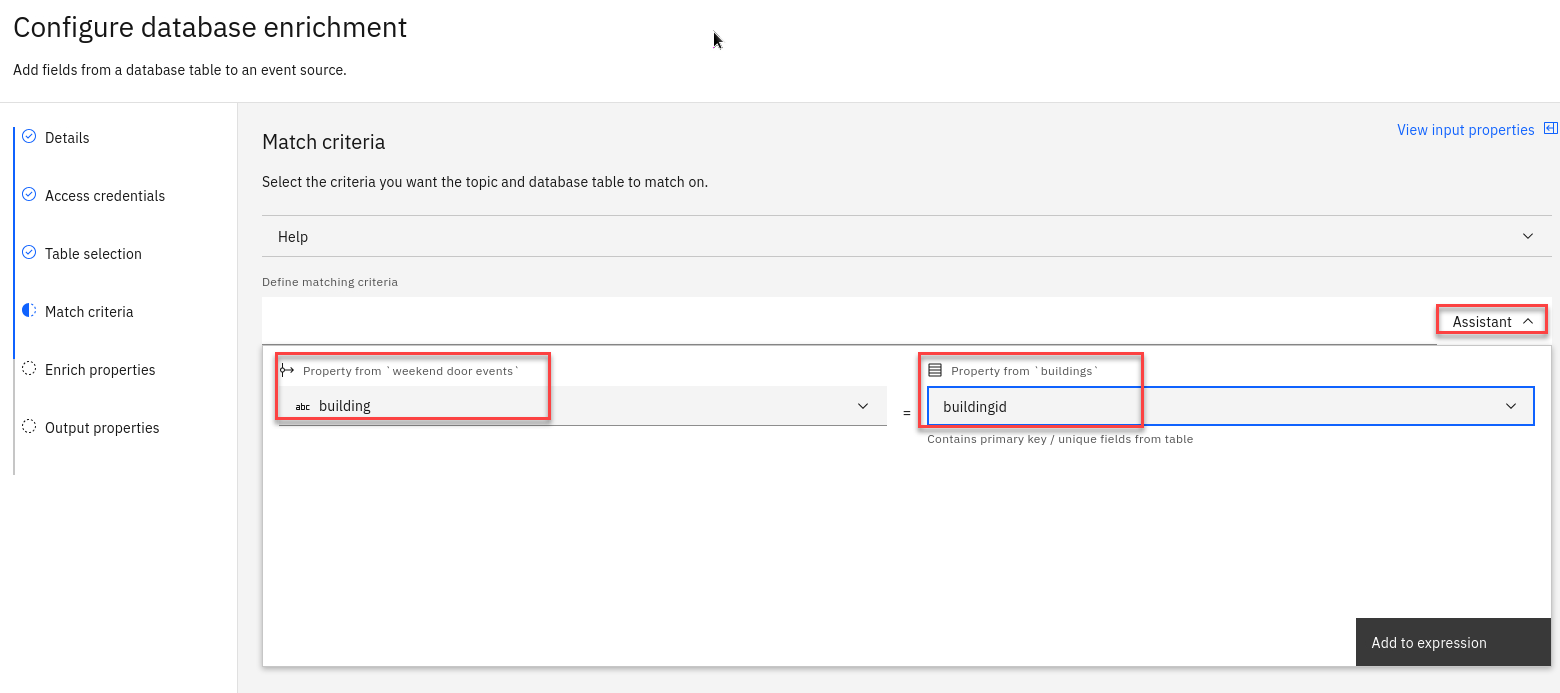 Configure database enrichment
Add fields from a database table to an event source.
Details
Access credentials
Table selection
Match criteria
Enrich properties
Output properties
Match criteria
View input properties
Select the criteria you want the topic and database table to match on.
Help
Define matching criteria
Assistant
Property from `weekend door events`
abc building
=
Property from `buildings`
buildingid
Contains primary key / unique fields from table
Add to expression